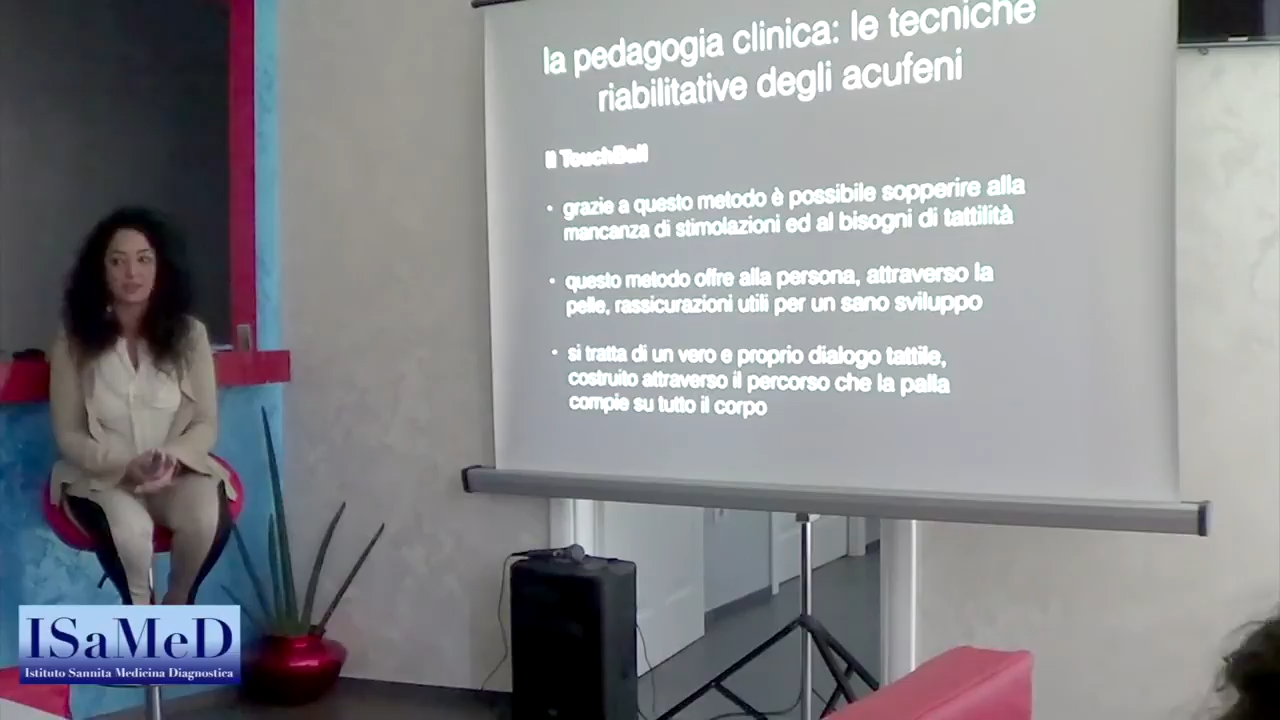 la pedagogia clinica: le tecniche
riabilitative degli acufeni
Il TouchBall
• grazie a questo metodo è possibile sopperire alla
mancanza di stimolazioni ed al bisogni di tattilità
• questo metodo offre alla persona, attraverso la
pelle, rassicurazioni utili per un sano sviluppo
• si tratta di un vero e proprio dialogo tattile,
costruito attraverso il percorso che la palla
compie su tutto il corpo
ISaMeD
Istituto Sannita Medicina Diagnostica